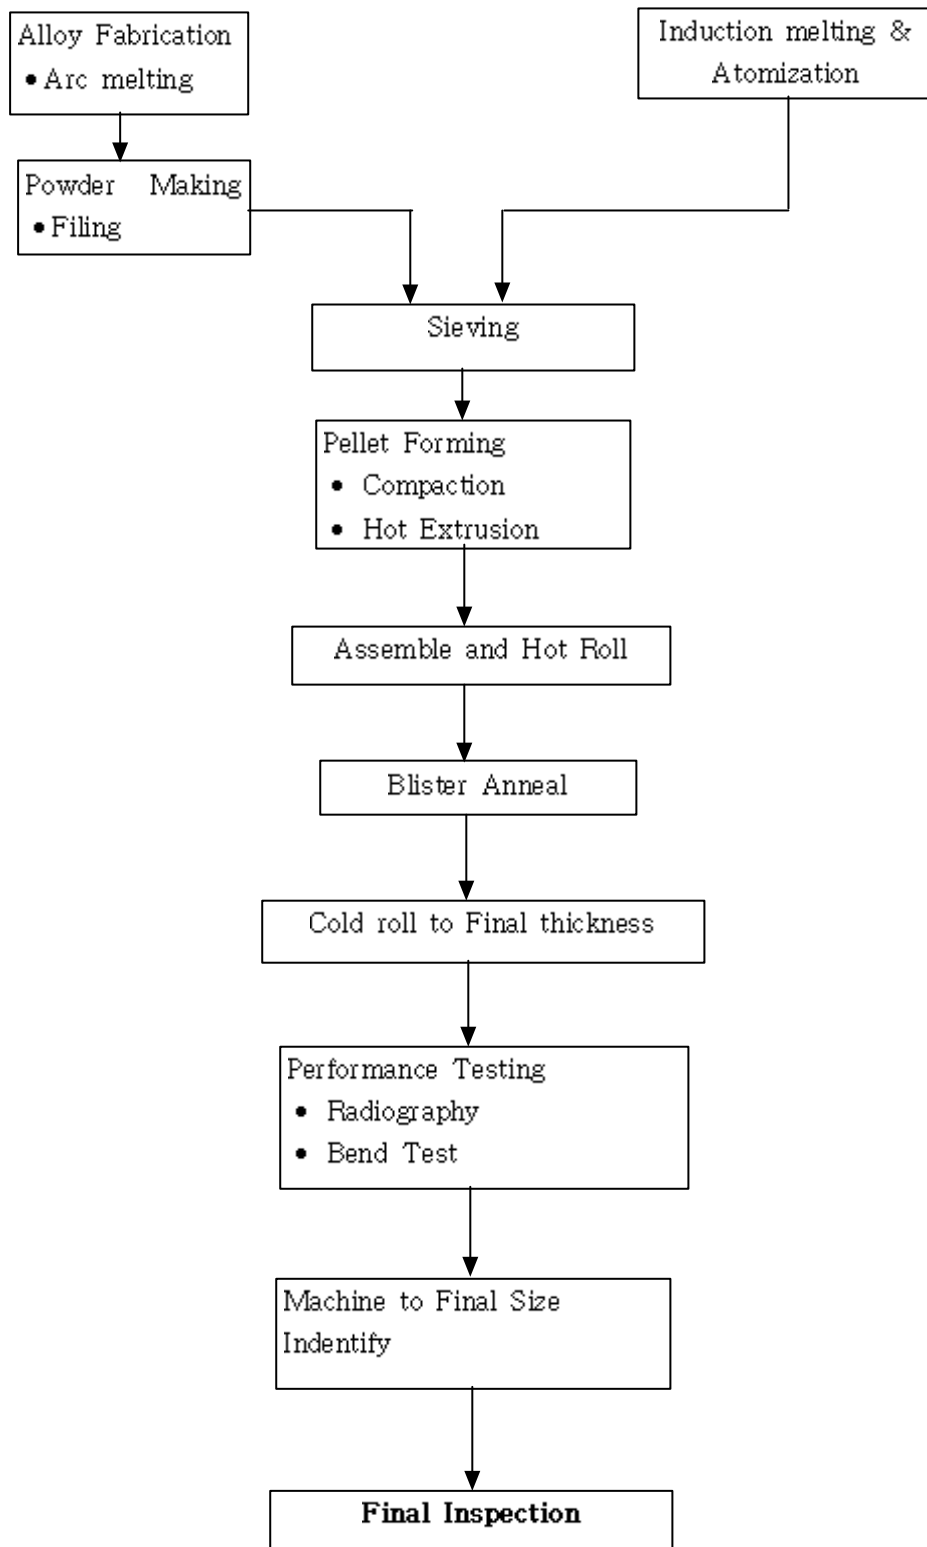 Alloy Fabrication
• Arc melting
Induction melting &
Atomization
Powder Making
• Filing
Sieving
Pellet Forming
• Compaction
• Hot Extrusion
Assemble and Hot Roll
Blister Anneal
Cold roll to Final thickness
Performance Testing
• Radiography
• Bend Test
Machine to Final Size
Indentify
Final Inspection